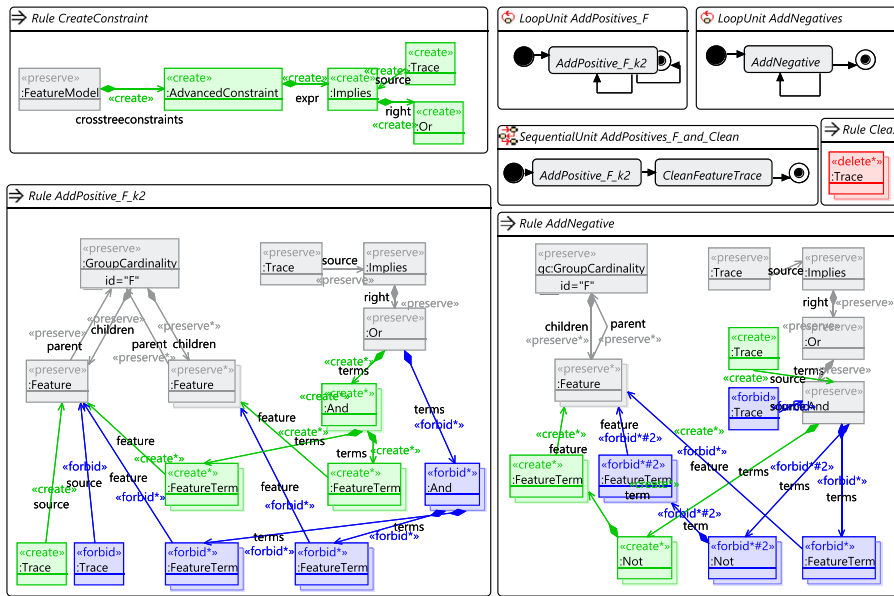 Rule CreateConstraint
«preserve»
:FeatureModel
«create»
crosstreeconstraints
«create»
:AdvancedConstraint
«create»
expr
«create»
:Implies
«create»
source
«create»
:Trace
right
«create»
«create»
:Or
LoopUnit AddPositives_F
AddPositive_F_k2
LoopUnit AddNegatives
AddNegative
SequentialUnit AddPositives_F_and_Clean
AddPositive_F_k2
CleanFeatureTrace
Rule Clea
«delete*»
:Trace
Rule AddPositive_F_k2
«preserve»
:GroupCardinality
id="F"
«preserve»
:Trace
source
«preserve»
«preserve»
:Implies
right
«preserve»
«preserve»
:Or
«preserve»
parent
«preserve»
children
parent
«preserve*»
«preserve*»
children
«preserve»
:Feature
«preserve*»
:Feature
«create*»
terms
«create*»
:And
terms
«forbid*»
feature
«create*»
feature
«create*»
terms
terms
«create*»
«create»
source
«forbid»
source
feature
«forbid*»
«create*»
:FeatureTerm
feature
«forbid*»
«create*»
:FeatureTerm
«forbid*»
:And
terms
«forbid*»
terms
«forbid*»
«create»
:Trace
«forbid»
:Trace
«forbid*»
:FeatureTerm
«forbid*»
:FeatureTerm
Rule AddNegative
«preserve»
gc:GroupCardinality
id="F"
«preserve»
:Trace
source
«preserve»
:Implies
right
«preserve»
«preserve»
:Or
children
parent
«preserve*»
«preserve*»
:Feature
«create»
:Trace
«create»
source
terms
«preserve»
«preserve»
:And
«forbid»
:Trace
source
«create*»
feature
feature
«forbid*#2»
«create*»
feature
«forbid*»
terms
«forbid*#2»
terms
«forbid*»
terms
«create*»
:FeatureTerm
«forbid*#2»
:FeatureTerm
«create*»
term
«forbid*#2»
term
«create*»
:Not
«forbid*#2»
:Not
«forbid*»
:FeatureTerm